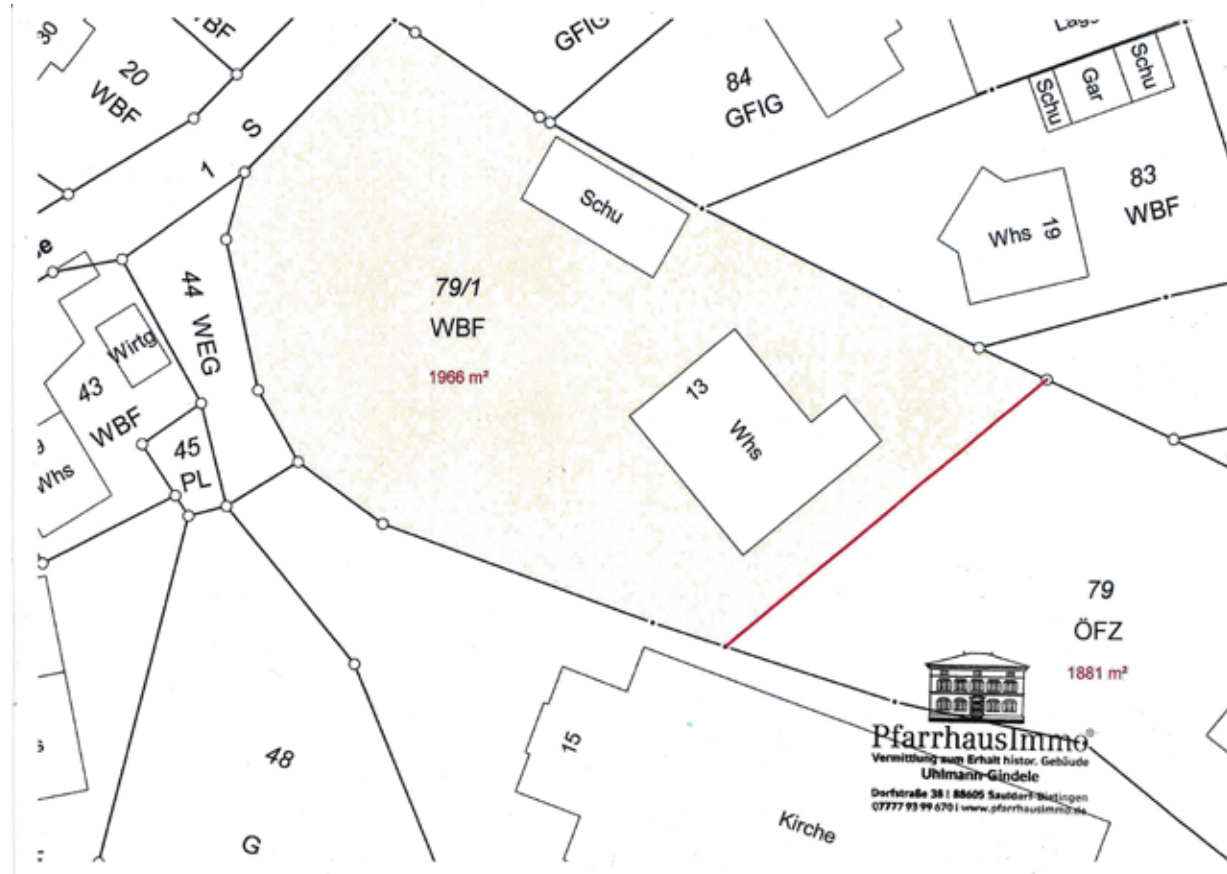 30
20
WBF
WBF
1 S
GFIG
84
GFIG
Schu
Gar
Schu
83
WBF
Whs 19
Schu
79/1
WBF
1966 m²
44 WEG
Wirtg
43
WBF
45
PL
Whs
13
Whs
79
ÖFZ
1881 m²
48
G
15
Kirche
PfarrhausImmo®
Vermittlung zum Erhalt histor. Gebäude
Uhlmann-Gindele
Dorfstraße 38 | 88605 Sauldorf-Bietingen
07777 93 99 670 | www.pfarrhausimmo.de